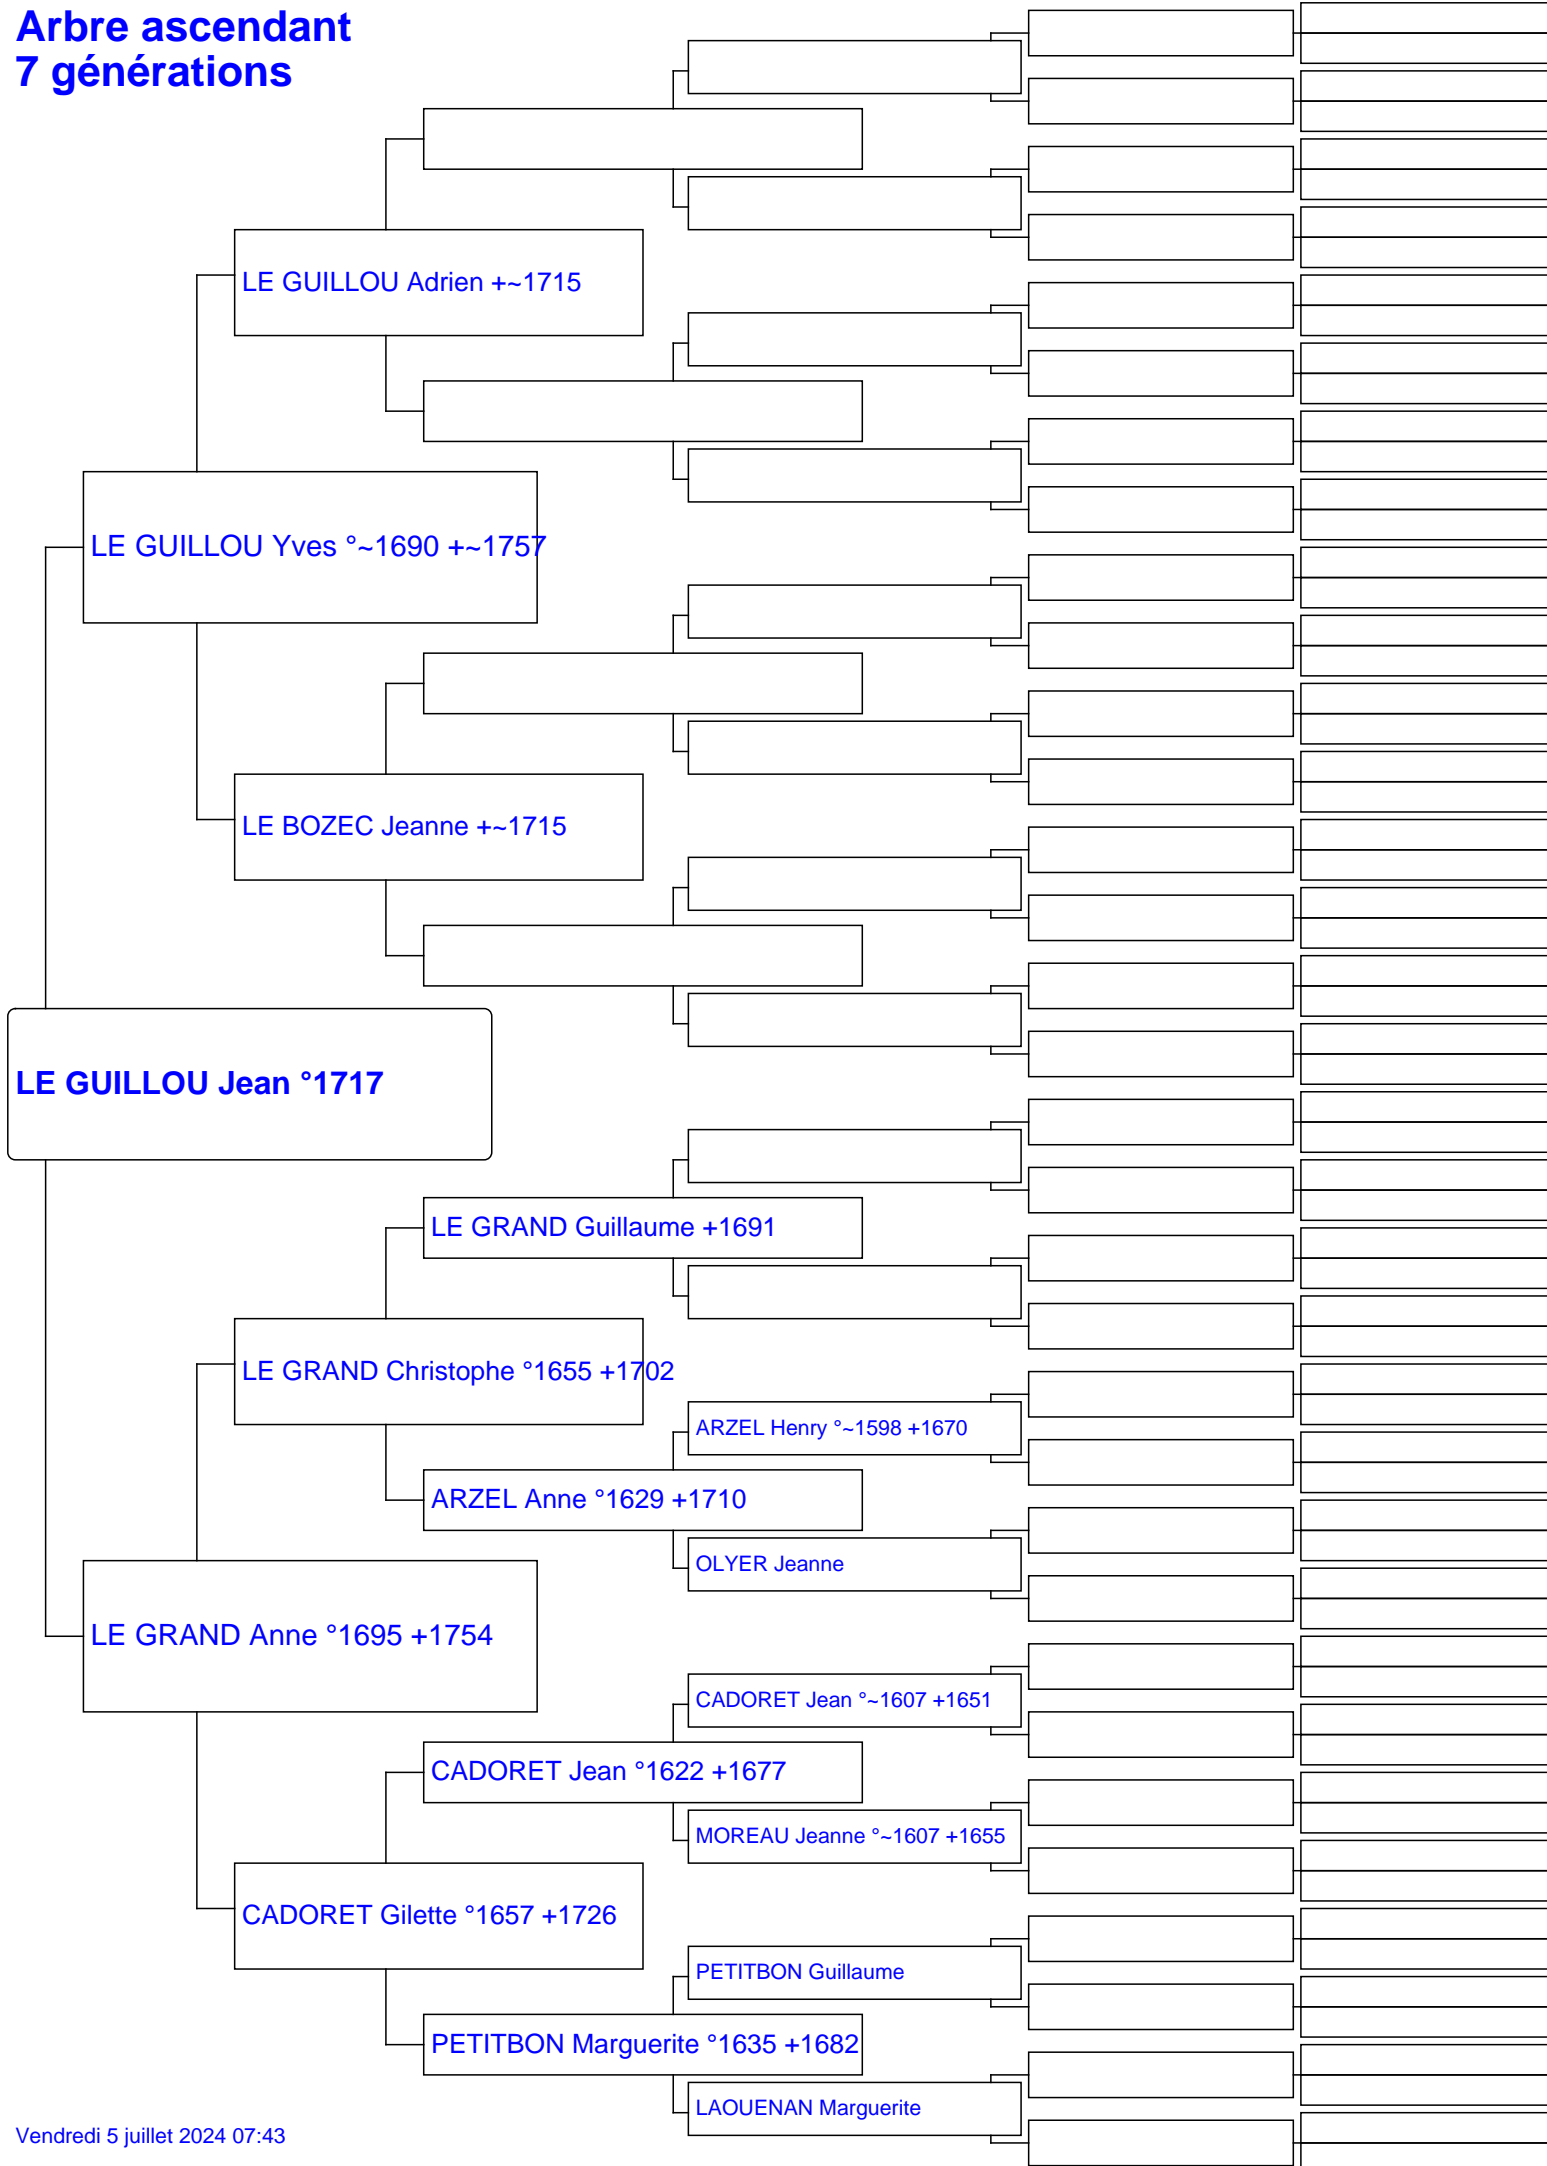 Arbre ascendant
7 générations
LE GUILLOU Adrien +~1715
LE GUILLOU Yves °~1690 +~1757
LE BOZEC Jeanne +~1715
LE GUILLOU Jean °1717
LE GRAND Guillaume +1691
LE GRAND Christophe °1655 +1702
ARZEL Henry °~1598 +1670
ARZEL Anne °1629 +1710
OLYER Jeanne
LE GRAND Anne °1695 +1754
CADORET Jean °~1607 +1651
CADORET Jean °1622 +1677
MOREAU Jeanne °~1607 +1655
CADORET Gilette °1657 +1726
PETITBON Guillaume
PETITBON Marguerite °1635 +1682
LAOUENAN Marguerite
Vendredi 5 juillet 2024 07:43